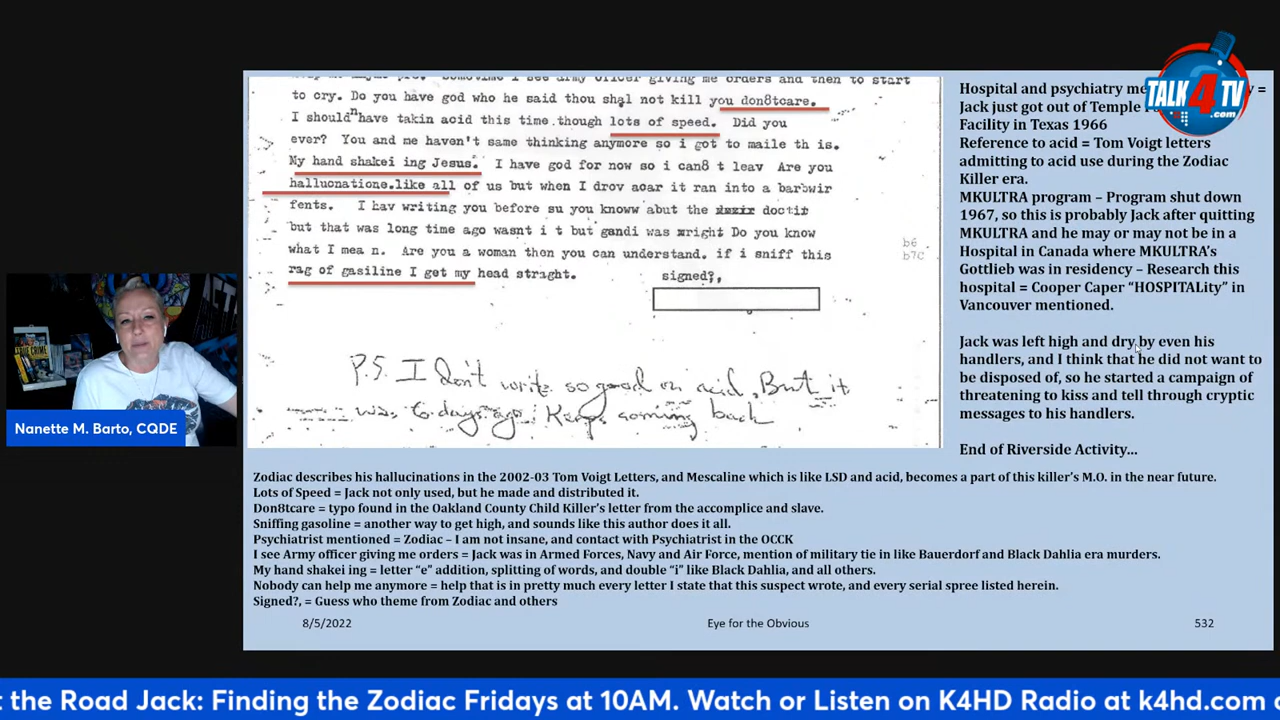 to cry. Do you have god who he said thou shal not kill you don8tcare.
I should have takin acid this time though lots of speed. Did you
ever? You and me haven't same thinking anymore so i got to maile th is.
My hand shakei ing Jesus. I have god for now so i can8 t leav Are you
halluonatione.like all of us but when I drov acar it ran into a barbwir
fents. I hav writing you before su you knoww abut the doctit
but that was long time ago wasnt i t but gandi was wright Do you know
what I mea n. Are you a woman then you can understand. if i sniff this
rag of gasiline I get my head stright. signed?,
b6
b7C
P.S. I don't write so good on acid. But it
was 6 days ago. Keeps coming back
TALK 4 TV
.com
Hospital and psychiatry =
Jack just got out of Temple
Facility in Texas 1966
Reference to acid = Tom Voigt letters
admitting to acid use during the Zodiac
Killer era.
MKULTRA program – Program shut down
1967, so this is probably Jack after quitting
MKULTRA and he may or may not be in a
Hospital in Canada where MKULTRA's
Gottlieb was in residency – Research this
hospital = Cooper Caper “HOSPITALity” in
Vancouver mentioned.
Jack was left high and dry by even his
handlers, and I think that he did not want to
be disposed of, so he started a campaign of
threatening to kiss and tell through cryptic
messages to his handlers.
End of Riverside Activity...
Nanette M. Barto, CQDE
Zodiac describes his hallucinations in the 2002-03 Tom Voigt Letters, and Mescaline which is like LSD and acid, becomes a part of this killer's M.O. in the near future.
Lots of Speed = Jack not only used, but he made and distributed it.
Don8tcare = typo found in the Oakland County Child Killer's letter from the accomplice and slave.
Sniffing gasoline = another way to get high, and sounds like this author does it all.
Psychiatrist mentioned = Zodiac – I am not insane, and contact with Psychiatrist in the OCCK
I see Army officer giving me orders = Jack was in Armed Forces, Navy and Air Force, mention of military tie in like Bauerdorf and Black Dahlia era murders.
My hand shakei ing = letter “e” addition, splitting of words, and double “i” like Black Dahlia, and all others.
Nobody can help me anymore = help that is in pretty much every letter I state that this suspect wrote, and every serial spree listed herein.
Signed?, = Guess who theme from Zodiac and others
8/5/2022 Eye for the Obvious 532
t the Road Jack: Finding the Zodiac Fridays at 10AM. Watch or Listen on K4HD Radio at k4hd.com